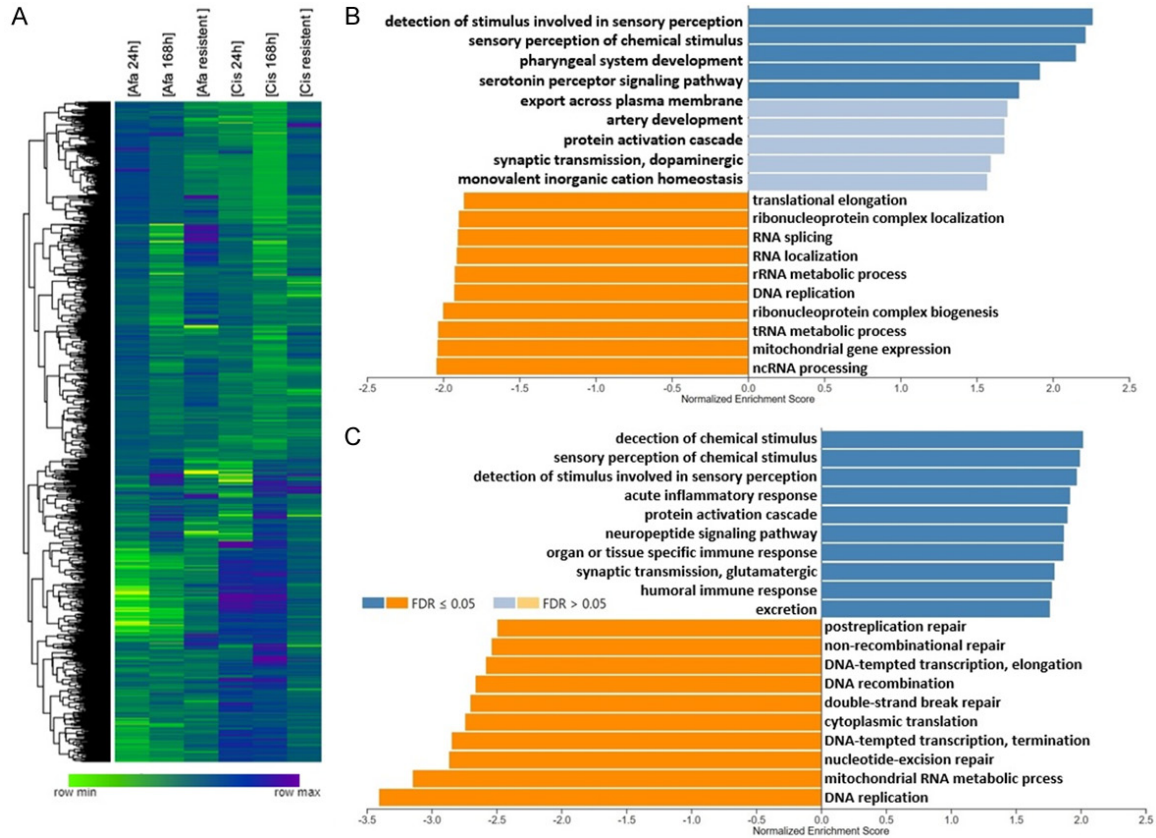 A
[Afa 24h]
[Afa 168h]
[Afa resistent ]
[Cis 24h]
[Cis 168h]
[Cis resistent ]
row min
row max
B
detection of stimulus involved in sensory perception
sensory perception of chemical stimulus
pharyngeal system development
serotonin perceptor signaling pathway
export across plasma membrane
artery development
protein activation cascade
synaptic transmission, dopaminergic
monovalent inorganic cation homeostasis
translational elongation
ribonucleoprotein complex localization
RNA splicing
RNA localization
rRNA metabolic process
DNA replication
ribonucleoprotein complex biogenesis
tRNA metabolic process
mitochondrial gene expression
ncRNA processing
-2.5 -2.0 -1.5 -1.0 -0.5 0.0 0.5 1.0 1.5 2.0 2.5
Normalized Enrichment Score
C
decection of chemical stimulus
sensory perception of chemical stimulus
detection of stimulus involved in sensory perception
acute inflammatory response
protein activation cascade
neuropeptide signaling pathway
organ or tissue specific immune response
synaptic transmission, glutamatergic
humoral immune response
excretion
FDR ≤ 0.05 FDR > 0.05
postreplication repair
non-recombinational repair
DNA-tempted transcription, elongation
DNA recombination
double-strand break repair
cytoplasmic translation
DNA-tempted transcription, termination
nucleotide-excision repair
mitochondrial RNA metabolic prcess
DNA replication
-3.5 -3.0 -2.5 -2.0 -1.5 -1.0 -0.5 0.0 0.5 1.0 1.5 2.0 2.5
Normalized Enrichment Score